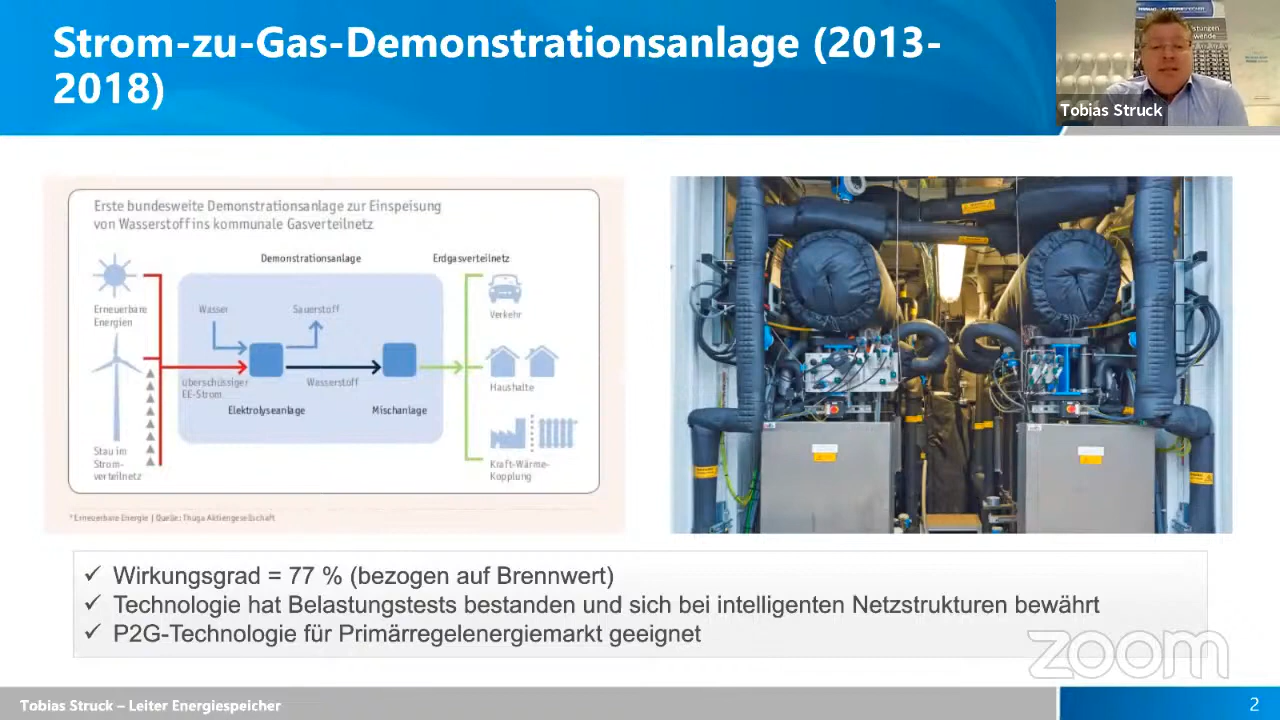 Strom-zu-Gas-Demonstrationsanlage (2013-
2018)
Tobias Struck
Erste bundesweite Demonstrationsanlage zur Einspeisung
von Wasserstoff ins kommunale Gasverteilnetz
Demonstrationsanlage
Erdgasverteilnetz
Erneuerbare
Energien
Wasser
Sauerstoff
Verkehr
überschüssiger
EE-Strom
Wasserstoff
Haushalte
Elektrolyseanlage
Mischanlage
Stau im
Strom-
verteilnetz
Kraft-Wärme-
Kopplung
* Erneuerbare Energie | Quelle: Thüga Aktiengesellschaft
✓ Wirkungsgrad = 77 % (bezogen auf Brennwert)
✓ Technologie hat Belastungstests bestanden und sich bei intelligenten Netzstrukturen bewährt
✓ P2G-Technologie für Primärregelenergiemarkt geeignet
zoom
Tobias Struck – Leiter Energiespeicher
2